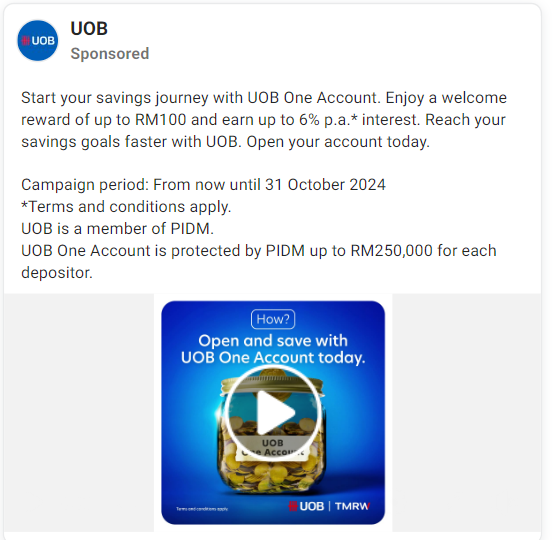 UOB
UOB
Sponsored
Start your savings journey with UOB One Account. Enjoy a welcome
reward of up to RM100 and earn up to 6% p.a.* interest. Reach your
savings goals faster with UOB. Open your account today.
Campaign period: From now until 31 October 2024
*Terms and conditions apply.
UOB is a member of PIDM.
UOB One Account is protected by PIDM up to RM250,000 for each
depositor.
How?
Open and save with
UOB One Account today.
UOB
One Account
Terms and conditions apply.
UOB | TMRW